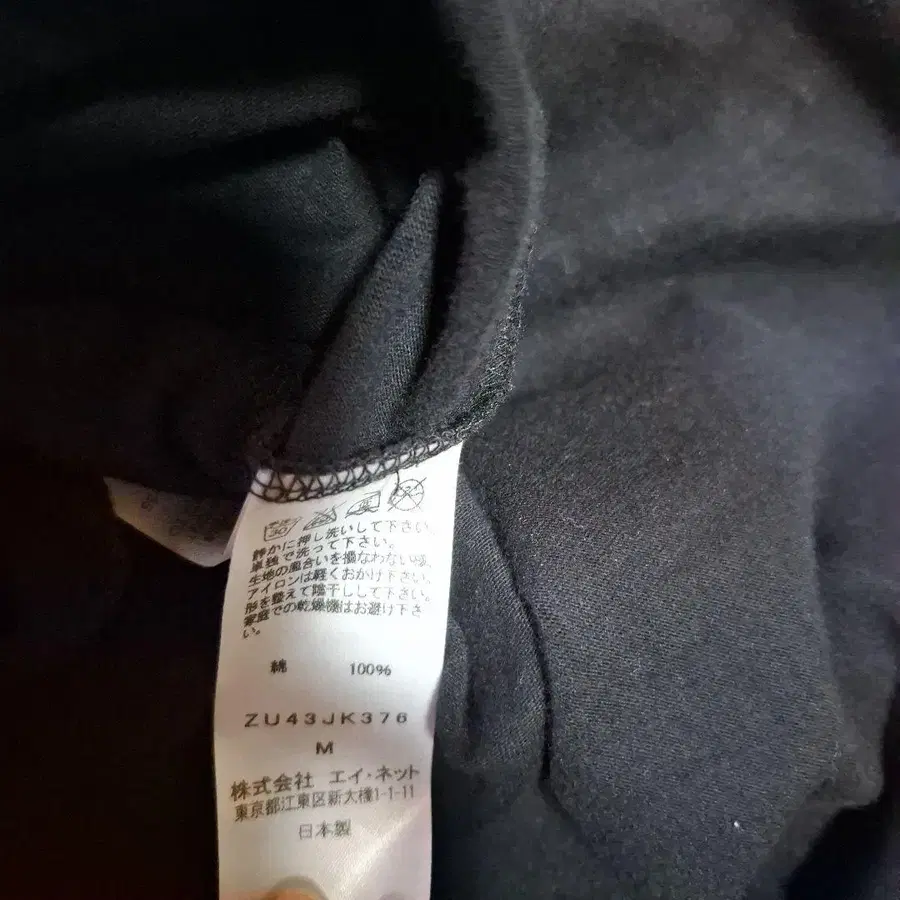 静かに押し洗いして下さい。
単独で洗って下さい。
生地の風合いを損なわない様、
アイロンは軽くおかけ下さい。
形を整えて陰干しして下さい。
家庭での乾燥機はお避け下さ
い。
綿 100%
ZU43JK376
M
株式会社 エイ・ネット
東京都江東区新大橋1-1-11
日本製